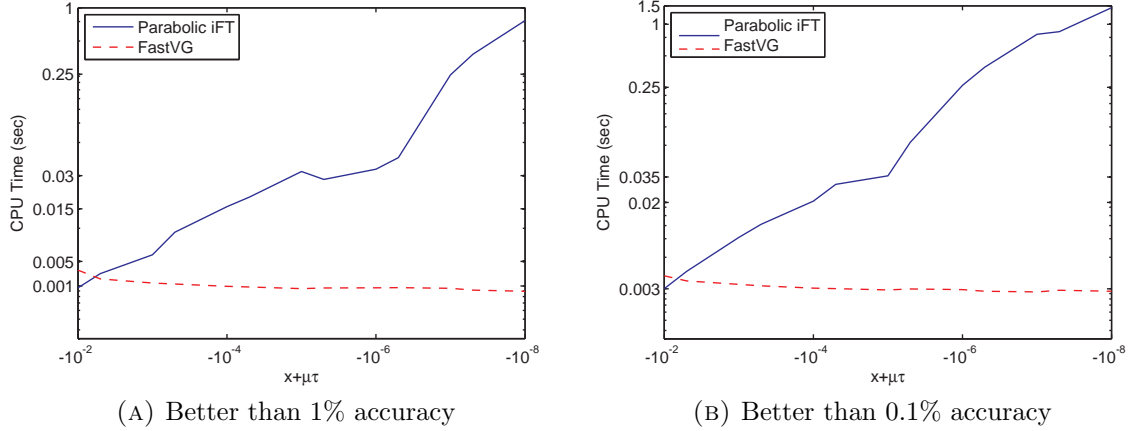 1
0.25
0.03
0.015
0.005
0.001
CPU Time (sec)
Parabolic iFT
FastVG
-10^-2
-10^-4
-10^-6
-10^-8
x+μτ
(A) Better than 1% accuracy
1.5
1
0.25
0.035
0.02
0.003
CPU Time (sec)
Parabolic iFT
FastVG
-10^-2
-10^-4
-10^-6
-10^-8
x+μτ
(B) Better than 0.1% accuracy